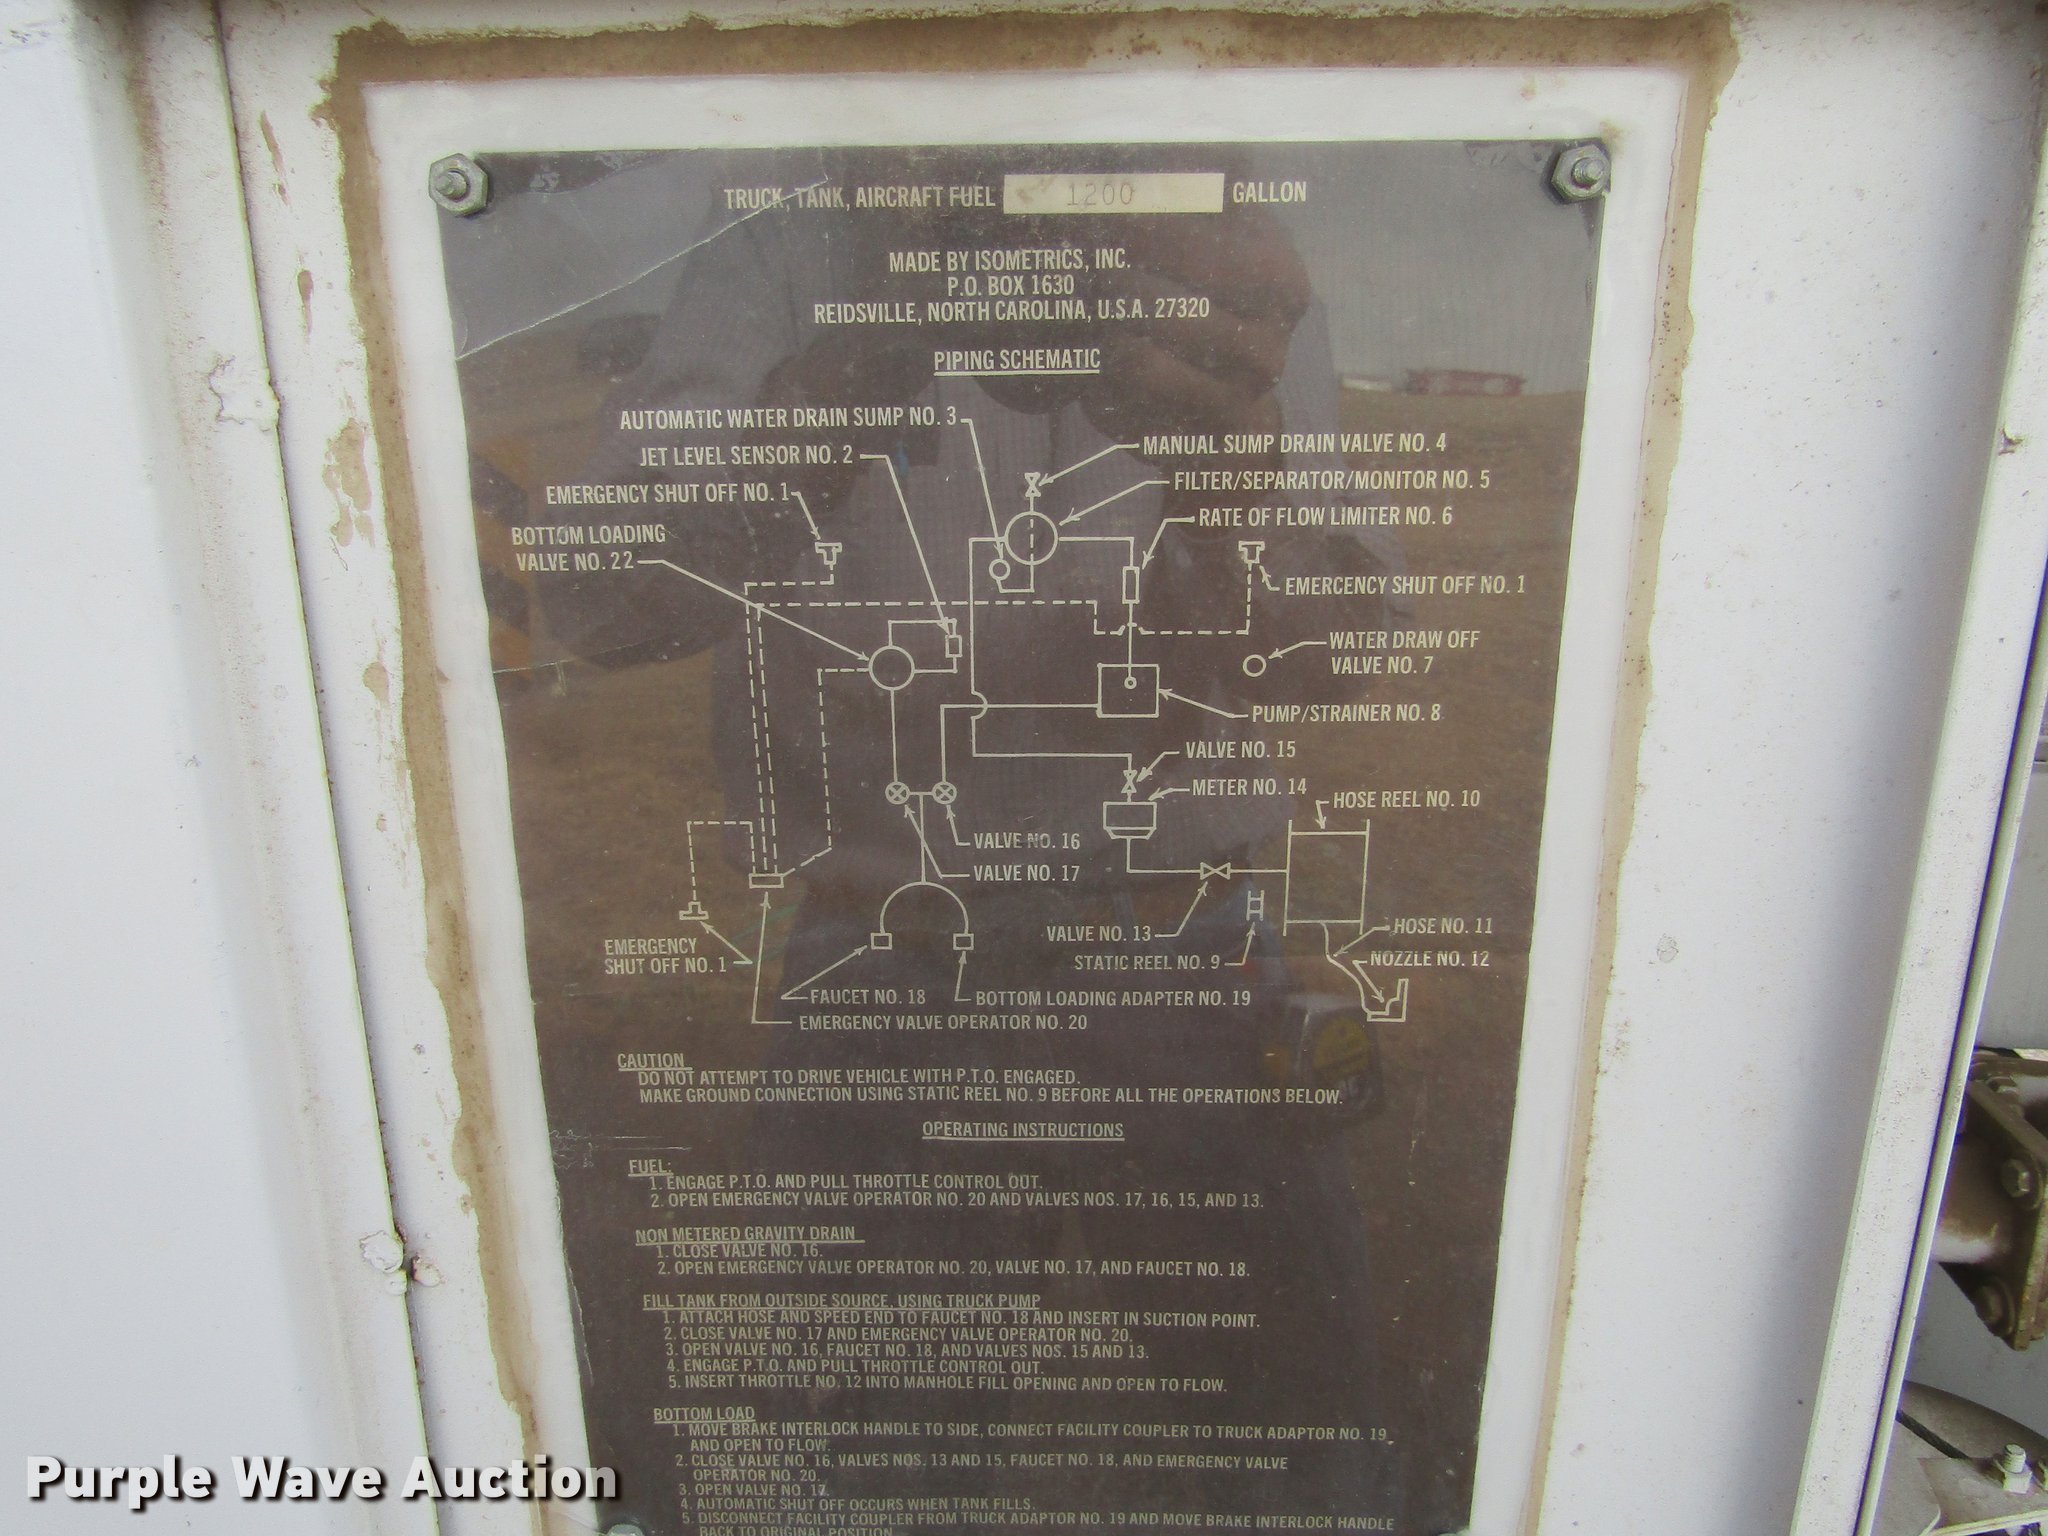 TRUCK, TANK, AIRCRAFT FUEL 1200 GALLON
MADE BY ISOMETRICS, INC.
P.O. BOX 1630
REIDSVILLE, NORTH CAROLINA, U.S.A. 27320
PIPING SCHEMATIC
AUTOMATIC WATER DRAIN SUMP NO. 3
JET LEVEL SENSOR NO. 2
EMERGENCY SHUT OFF NO. 1
BOTTOM LOADING
VALVE NO. 22
MANUAL SUMP DRAIN VALVE NO. 4
FILTER/SEPARATOR/MONITOR NO. 5
RATE OF FLOW LIMITER NO. 6
EMERCENCY SHUT OFF NO. 1
WATER DRAW OFF
VALVE NO. 7
PUMP/STRAINER NO. 8
VALVE NO. 15
METER NO. 14
HOSE REEL NO. 10
VALVE NO. 16
VALVE NO. 17
HOSE NO. 11
VALVE NO. 13
STATIC REEL NO. 9
NOZZLE NO. 12
EMERGENCY
SHUT OFF NO. 1
FAUCET NO. 18
BOTTOM LOADING ADAPTER NO. 19
EMERGENCY VALVE OPERATOR NO. 20
CAUTION
DO NOT ATTEMPT TO DRIVE VEHICLE WITH P.T.O. ENGAGED.
MAKE GROUND CONNECTION USING STATIC REEL NO. 9 BEFORE ALL THE OPERATIONS BELOW.
OPERATING INSTRUCTIONS
FUEL:
1. ENGAGE P.T.O. AND PULL THROTTLE CONTROL OUT.
2. OPEN EMERGENCY VALVE OPERATOR NO. 20 AND VALVES NOS. 17, 16, 15, AND 13.
NON METERED GRAVITY DRAIN
1. CLOSE VALVE NO. 16.
2. OPEN EMERGENCY VALVE OPERATOR NO. 20, VALVE NO. 17, AND FAUCET NO. 18.
FILL TANK FROM OUTSIDE SOURCE, USING TRUCK PUMP
1. ATTACH HOSE AND SPEED END TO FAUCET NO. 18 AND INSERT IN SUCTION POINT.
2. CLOSE VALVE NO. 17 AND EMERGENCY VALVE OPERATOR NO. 20.
3. OPEN VALVE NO. 16, FAUCET NO. 18, AND VALVES NOS. 15 AND 13.
4. ENGAGE P.T.O. AND PULL THROTTLE CONTROL OUT.
5. INSERT THROTTLE NO. 12 INTO MANHOLE FILL OPENING AND OPEN TO FLOW.
BOTTOM LOAD
1. MOVE BRAKE INTERLOCK HANDLE TO SIDE, CONNECT FACILITY COUPLER TO TRUCK ADAPTOR NO. 19
AND OPEN TO FLOW.
2. CLOSE VALVE NO. 16, VALVES NOS. 13 AND 15, FAUCET NO. 18, AND EMERGENCY VALVE
OPERATOR NO. 20.
3. OPEN VALVE NO. 17.
4. AUTOMATIC SHUT OFF OCCURS WHEN TANK FILLS.
5. DISCONNECT FACILITY COUPLER FROM TRUCK ADAPTOR NO. 19 AND MOVE BRAKE INTERLOCK HANDLE
BACK TO ORIGINAL POSITION
Purple Wave Auction